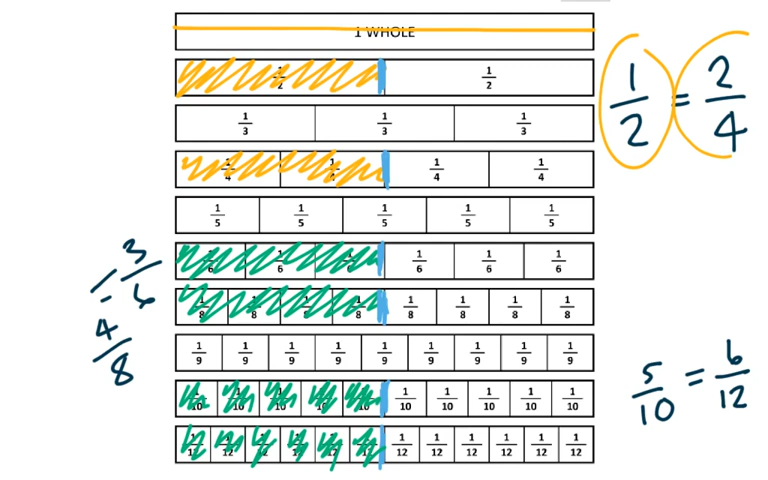 1 WHOLE
1/2 1/2
1/2 = 2/4
1/3 1/3 1/3
1/4 1/4 1/4 1/4
1/5 1/5 1/5 1/5 1/5
1/6 1/6 1/6 1/6 1/6 1/6
3/6
=
4/8
1/8 1/8 1/8 1/8 1/8 1/8 1/8 1/8
1/9 1/9 1/9 1/9 1/9 1/9 1/9 1/9 1/9
5/10 = 6/12
1/10 1/10 1/10 1/10 1/10 1/10 1/10 1/10 1/10 1/10
1/12 1/12 1/12 1/12 1/12 1/12 1/12 1/12 1/12 1/12 1/12 1/12